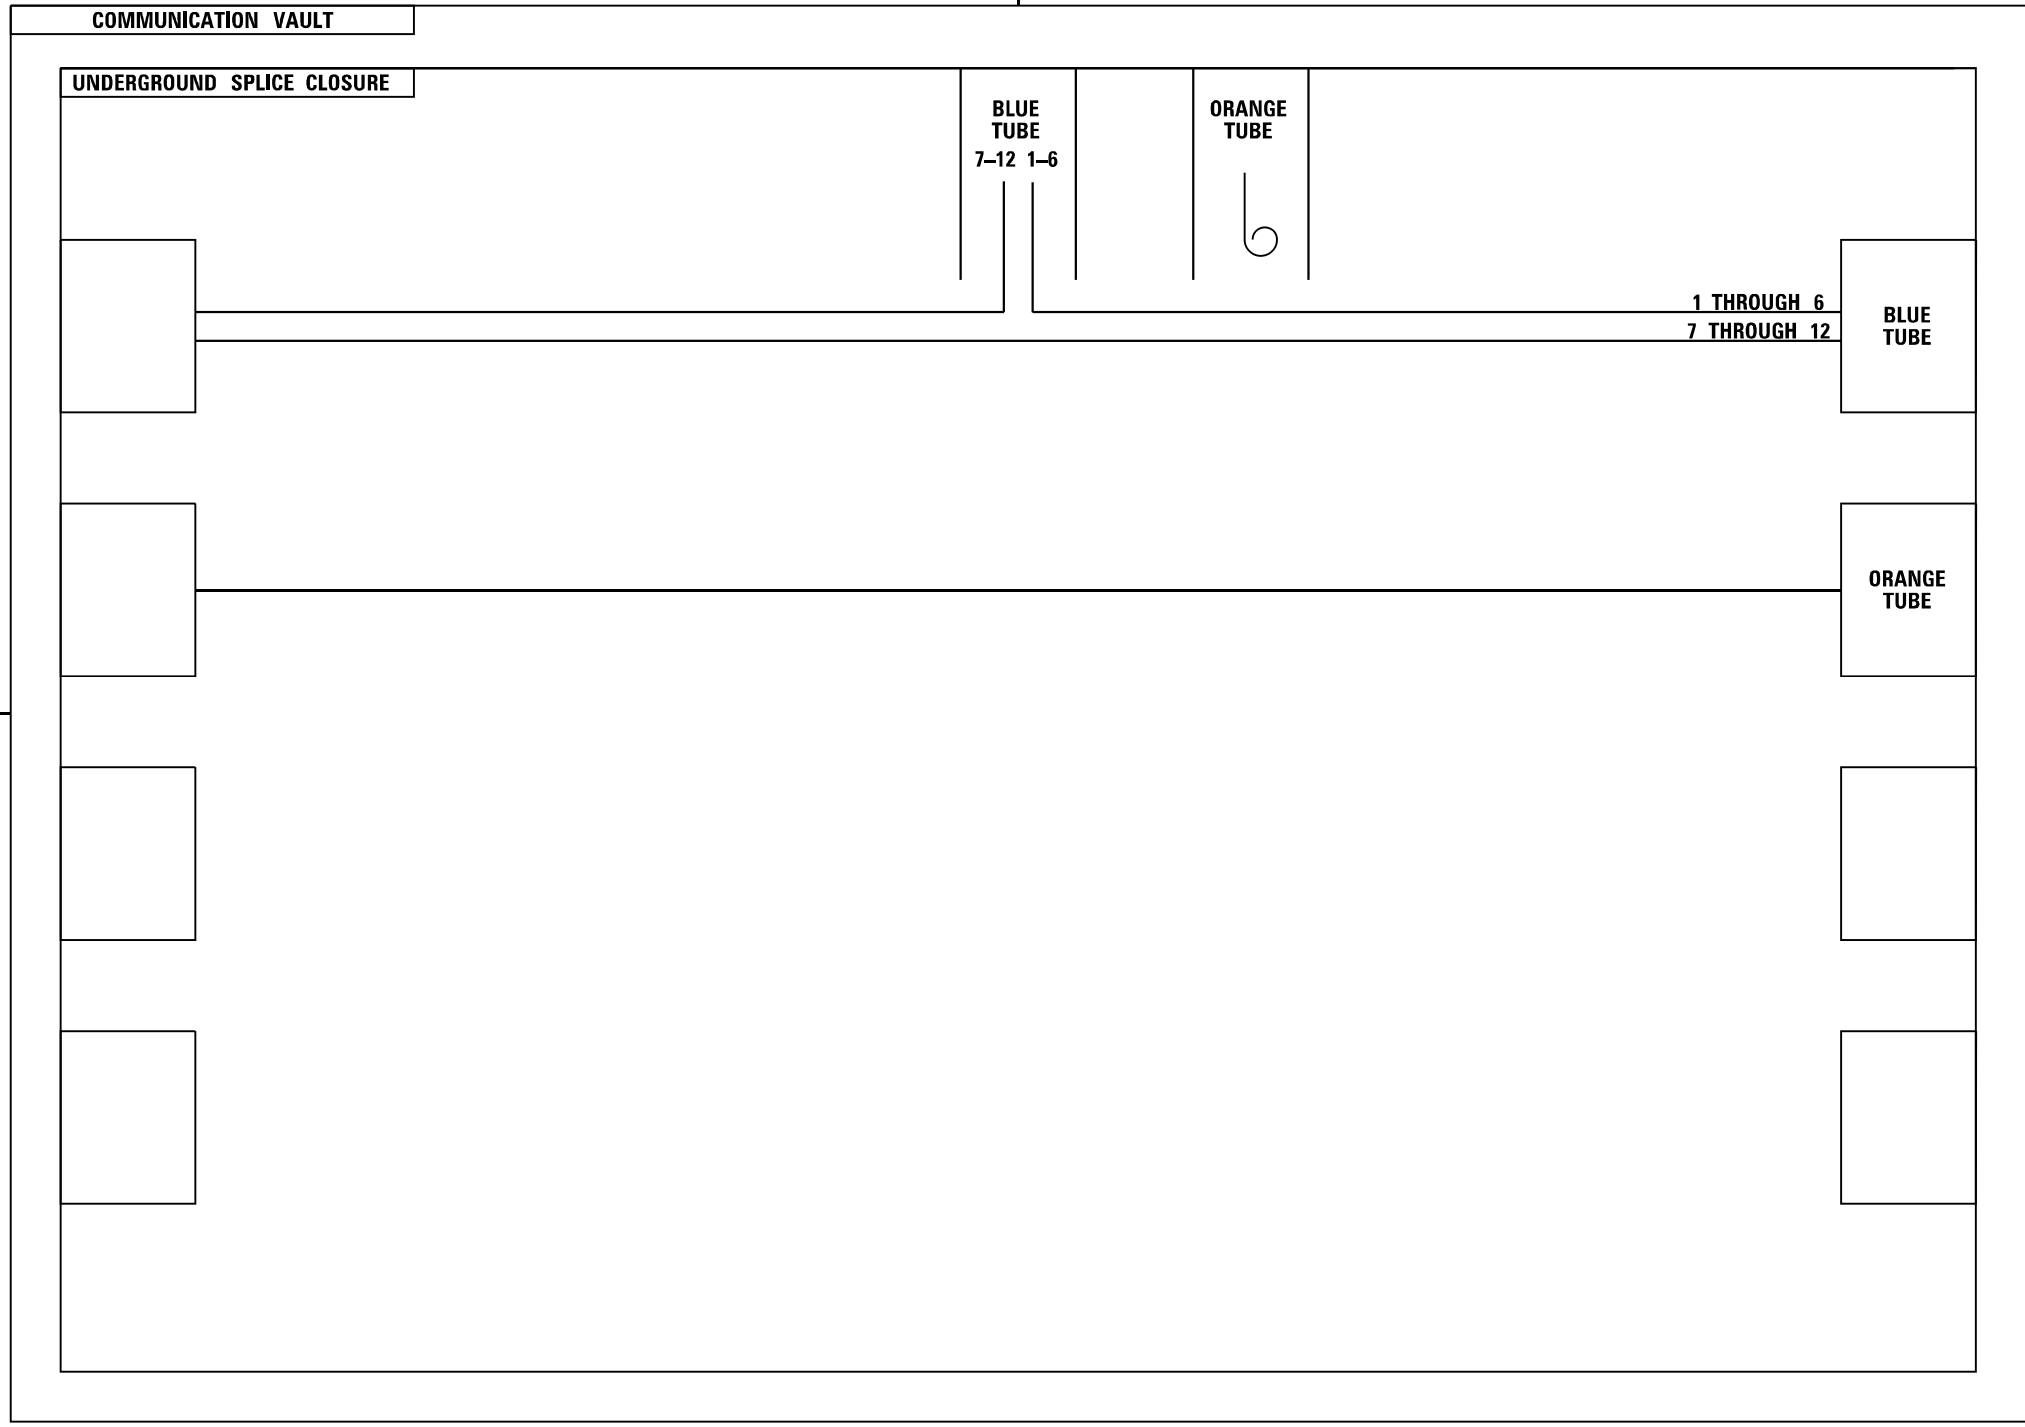 COMMUNICATION VAULT
UNDERGROUND SPLICE CLOSURE
BLUE
TUBE
7–12 1–6
ORANGE
TUBE
1 THROUGH 6
7 THROUGH 12
BLUE
TUBE
ORANGE
TUBE